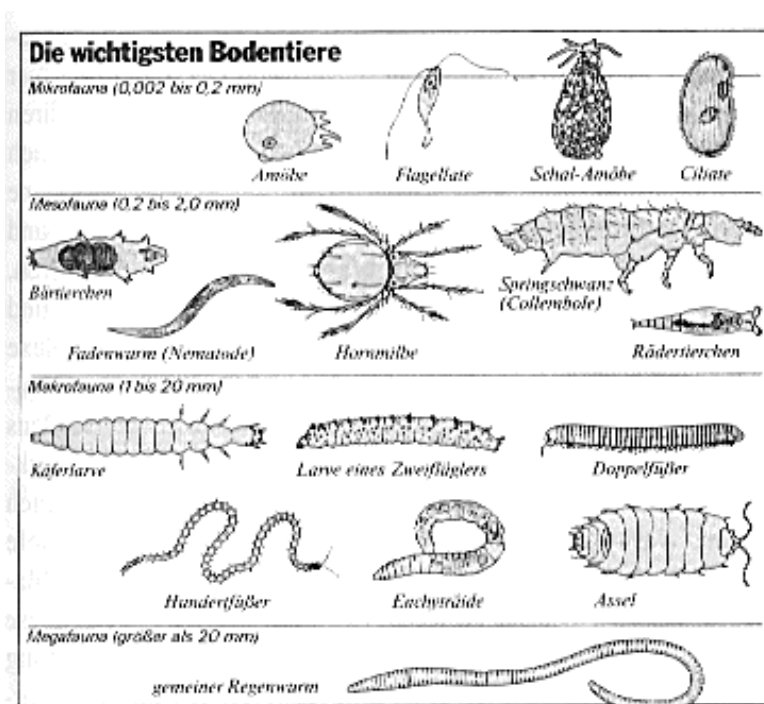 Die wichtigsten Bodentiere
Mikrofauna (0,002 bis 0,2 mm)
Amöbe
Flagellate
Schal-Amöbe
Ciliate
Mesofauna (0,2 bis 2,0 mm)
Bärtierchen
Fadenwurm (Nematode)
Hornmilbe
Springschwanz
(Collembole)
Rädertierchen
Makrofauna (1 bis 20 mm)
Käferlarve
Larve eines Zweiflüglers
Doppelfüßer
Hundertfüßer
Enchyträide
Assel
Megafauna (größer als 20 mm)
gemeiner Regenwurm